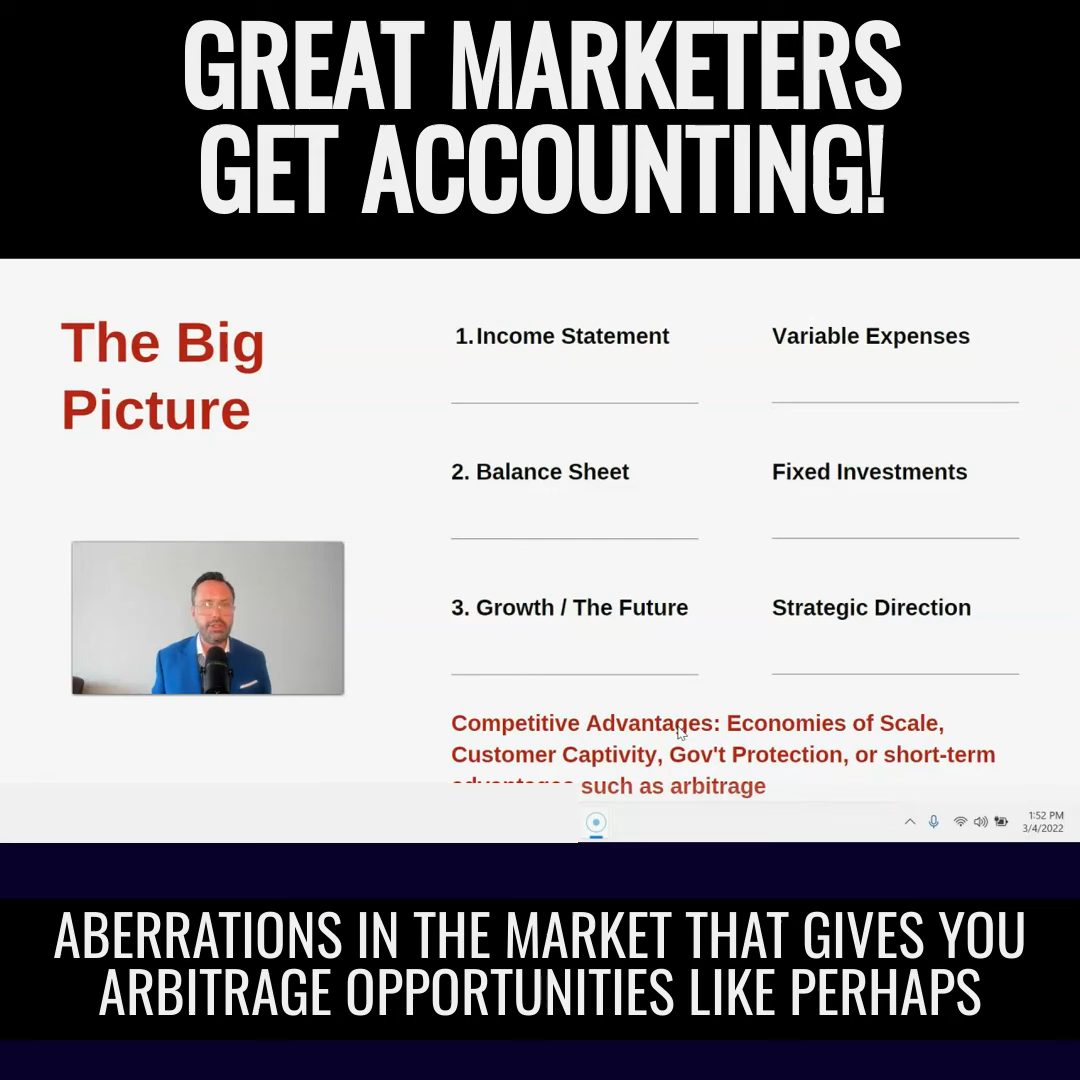 GREAT MARKETERS
GET ACCOUNTING!
The Big
Picture
1. Income Statement
Variable Expenses
2. Balance Sheet
Fixed Investments
3. Growth / The Future
Strategic Direction
Competitive Advantages: Economies of Scale,
Customer Captivity, Gov't Protection, or short-term
advantages such as arbitrage
1:52 PM
3/4/2022
ABERRATIONS IN THE MARKET THAT GIVES YOU
ARBITRAGE OPPORTUNITIES LIKE PERHAPS